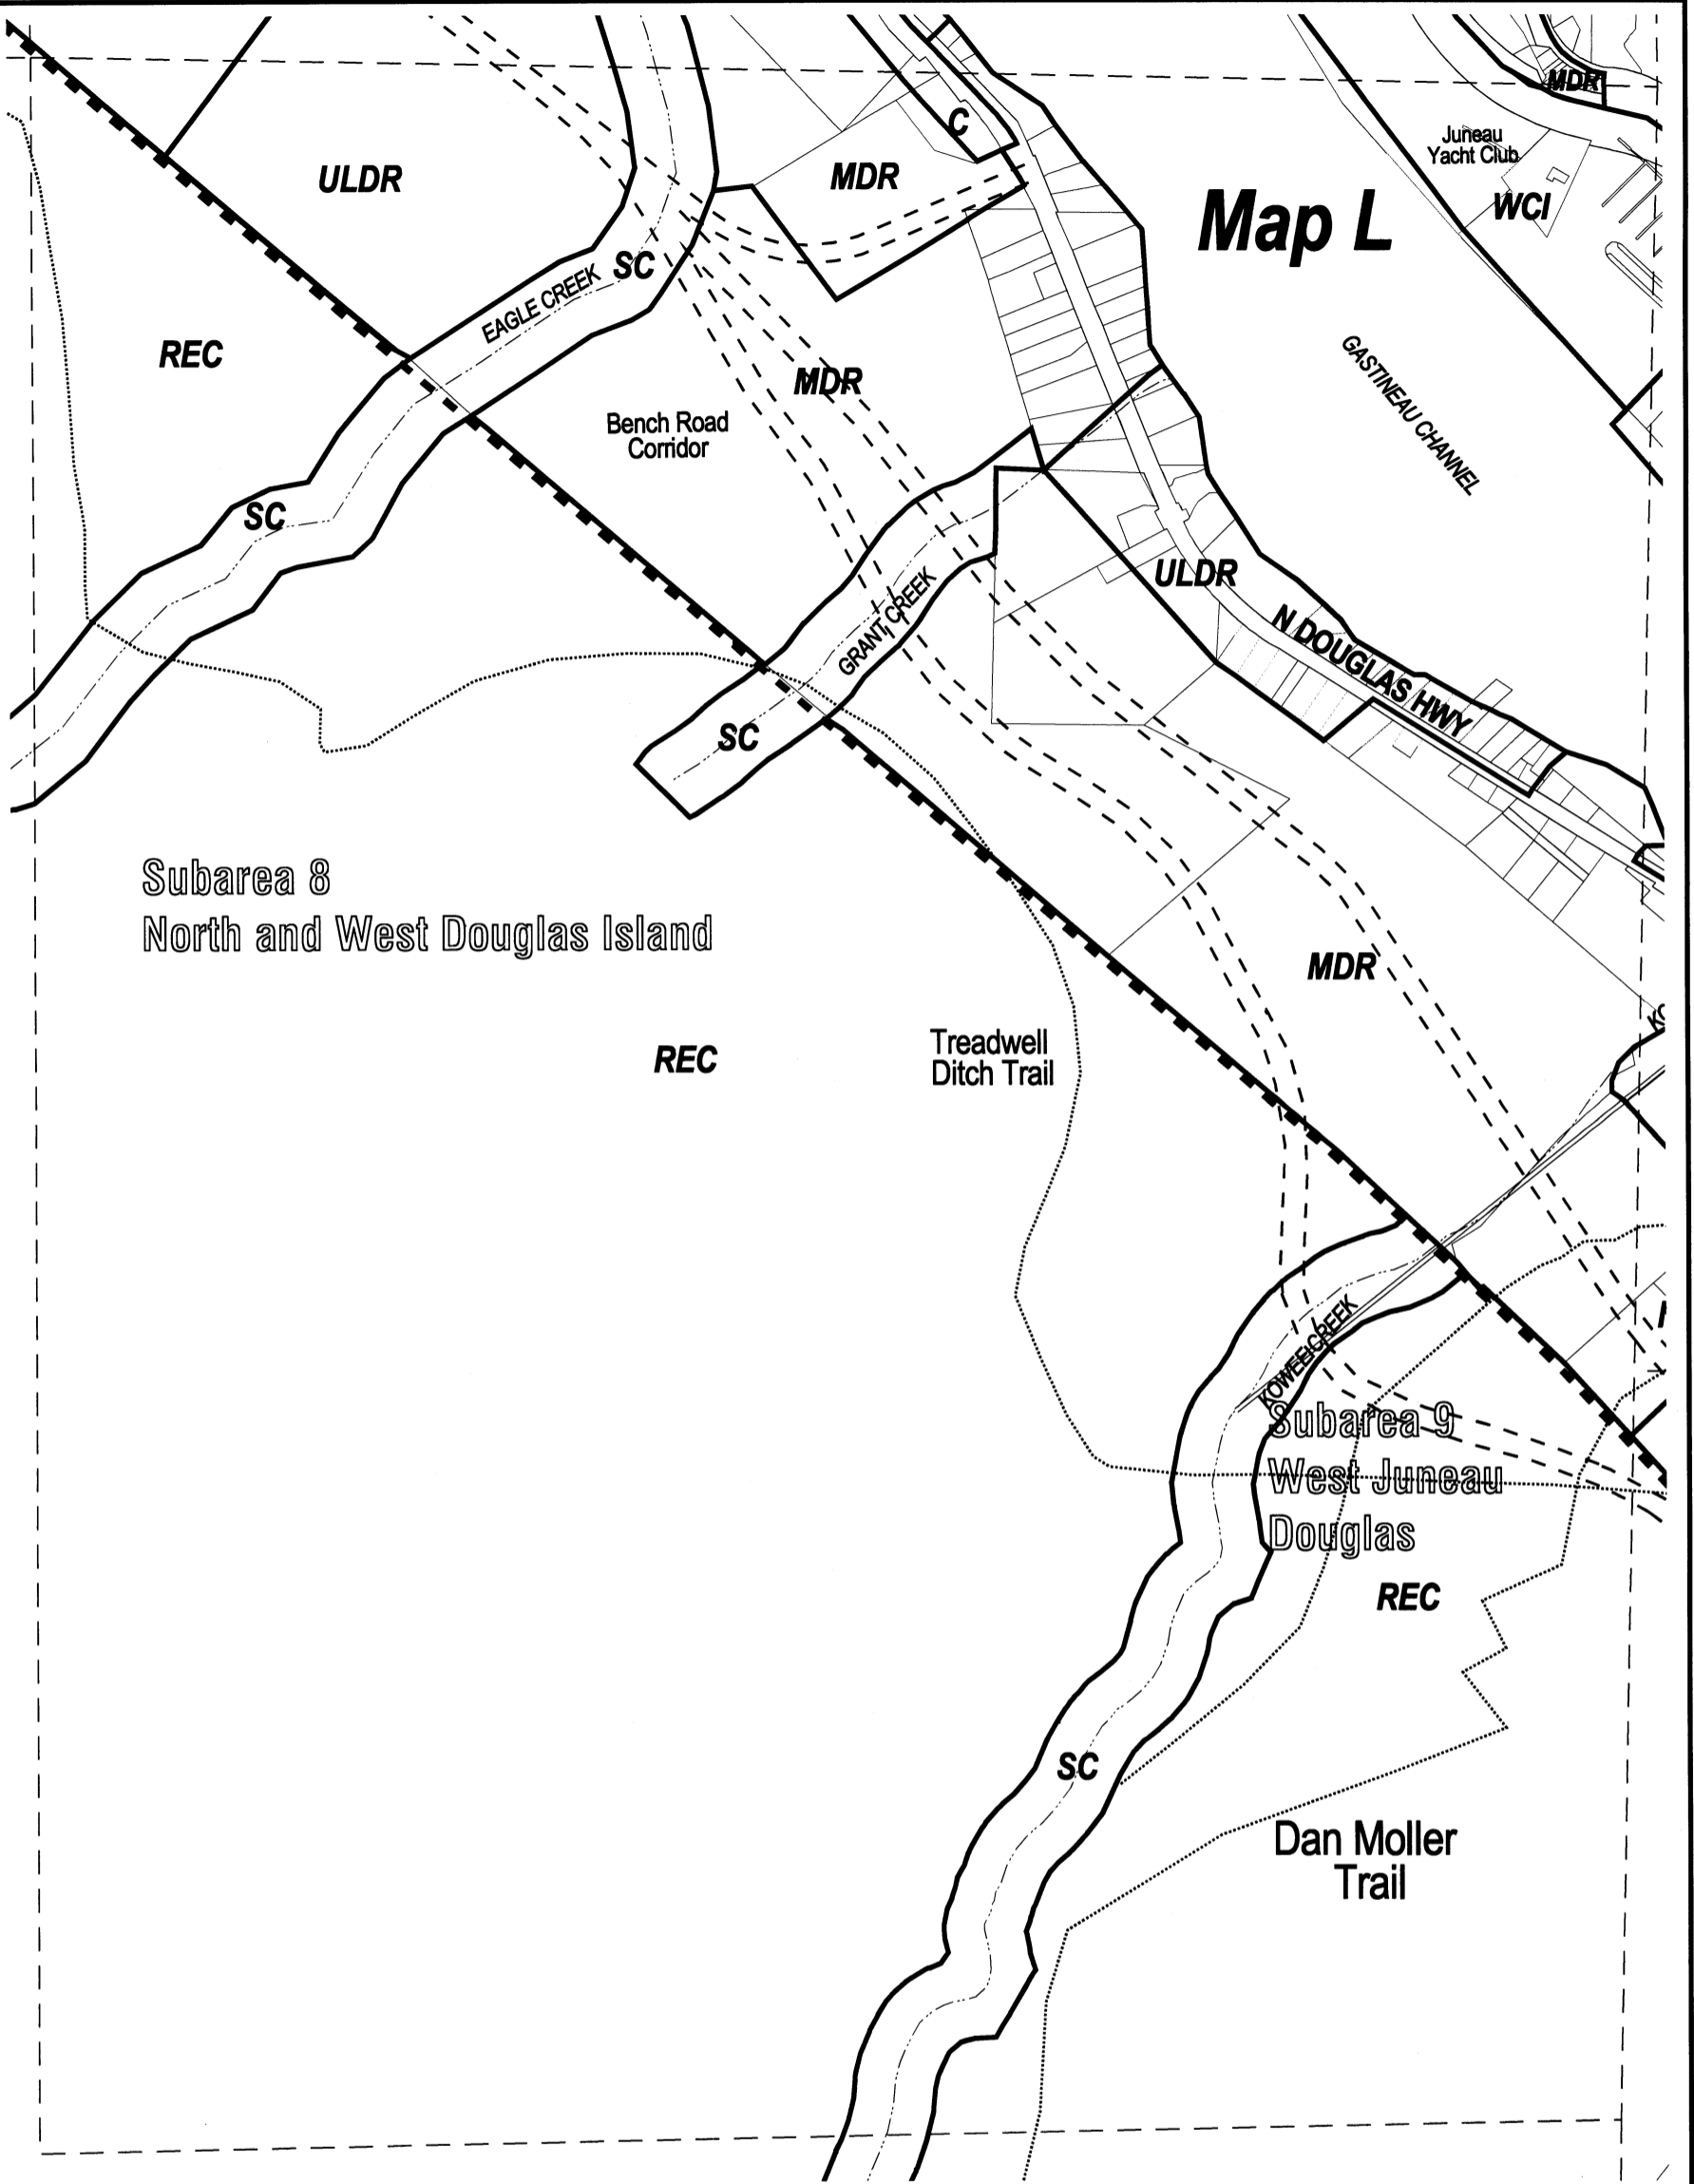 MDR
Juneau
Yacht Club
WCI
C
MDR
ULDR
Map L
SC
EAGLE CREEK
REC
MDR
GASTINEAU CHANNEL
Bench Road
Corridor
SC
ULDR
GRANT CREEK
N DOUGLAS HWY
SC
Subarea 8
North and West Douglas Island
MDR
REC
Treadwell
Ditch Trail
KOWEE CREEK
Subarea 9
West Juneau
Douglas
REC
SC
Dan Moller
Trail